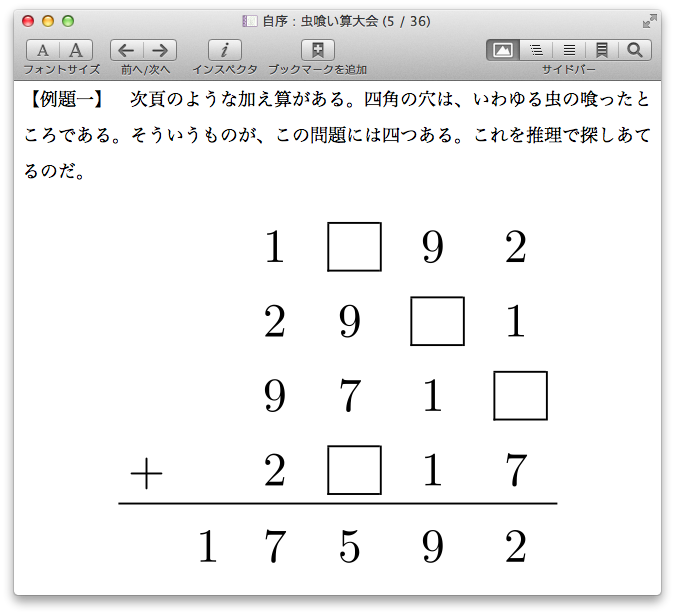 自序：虫喰い算大会 (5 / 36)
A A ← → i
フォントサイズ 前へ/次へ インスペクタ ブックマークを追加 サイドバー
【例題一】　次頁のような加え算がある。四角の穴は、いわゆる虫の喰ったと
ころである。そういうものが、この問題には四つある。これを推理で探しあて
るのだ。
1 □ 9 2
2 9 □ 1
9 7 1 □
+ 2 □ 1 7
1 7 5 9 2